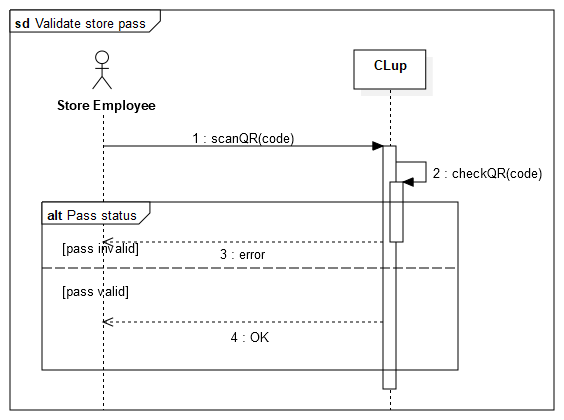 sd Validate store pass
CLup
Store Employee
1 : scanQR(code)
2 : checkQR(code)
alt Pass status
[pass invalid]
3 : error
[pass valid]
4 : OK